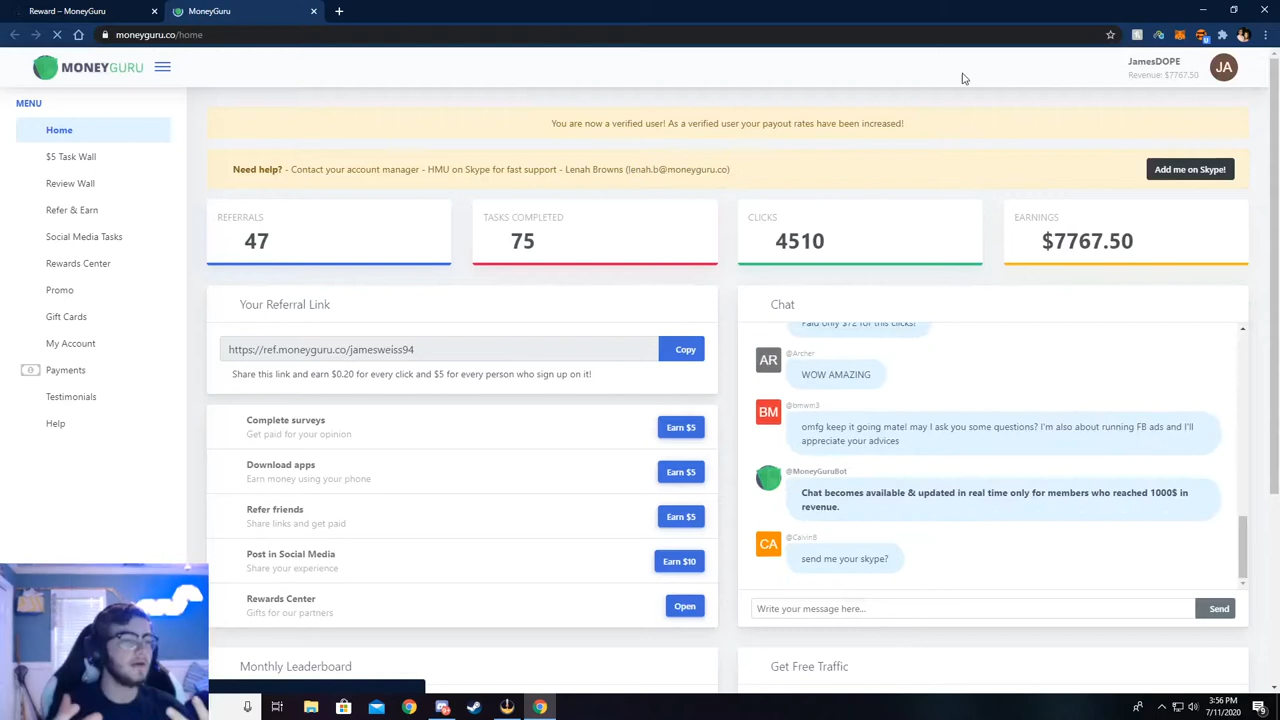 Reward – MoneyGuru
MoneyGuru
moneyguru.co/home
MONEYGURU
JamesDOPE
Revenue: $7767.50
JA
MENU
Home
$5 Task Wall
Review Wall
Refer & Earn
Social Media Tasks
Rewards Center
Promo
Gift Cards
My Account
Payments
Testimonials
Help
You are now a verified user! As a verified user your payout rates have been increased!
Need help? - Contact your account manager - HMU on Skype for fast support - Lenah Browns (lenah.b@moneyguru.co)
Add me on Skype!
REFERRALS
47
TASKS COMPLETED
75
CLICKS
4510
EARNINGS
$7767.50
Your Referral Link
https://ref.moneyguru.co/jamesweiss94
Copy
Share this link and earn $0.20 for every click and $5 for every person who sign up on it!
Complete surveys
Get paid for your opinion
Earn $5
Download apps
Earn money using your phone
Earn $5
Refer friends
Share links and get paid
Earn $5
Post in Social Media
Share your experience
Earn $10
Rewards Center
Gifts for our partners
Open
Chat
Paid only $72 for this clicks!
@Archer
AR
WOW AMAZING
@bmwm3
BM
omfg keep it going mate! may I ask you some questions? I'm also about running FB ads and I'll
appreciate your advices
@MoneyGuruBot
Chat becomes available & updated in real time only for members who reached 1000$ in
revenue.
@Calvin8
CA
send me your skype?
Write your message here...
Send
Monthly Leaderboard
Get Free Traffic
3:56 PM
7/11/2020